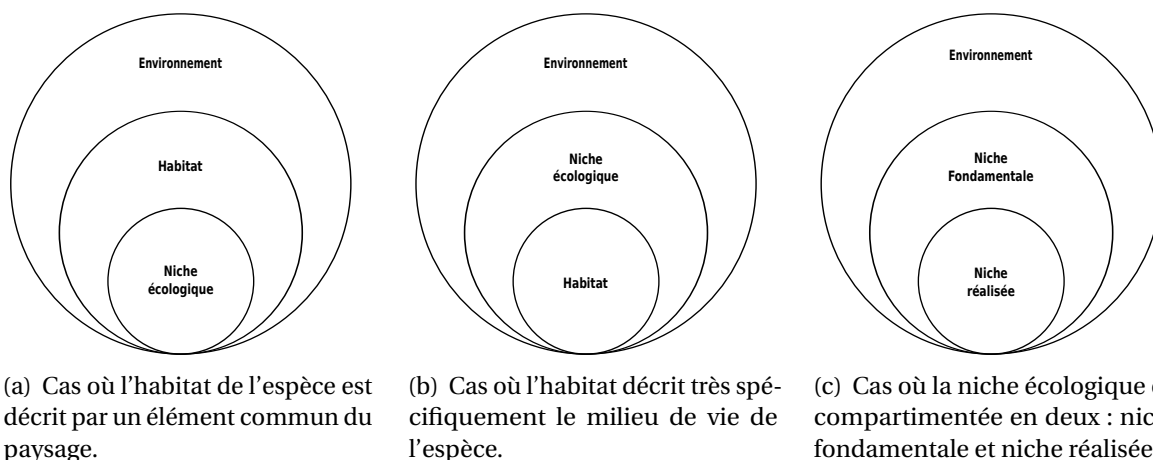 Environnement
Habitat
Niche
écologique
(a) Cas où l'habitat de l'espèce est
décrit par un élément commun du
paysage.
Environnement
Niche
écologique
Habitat
(b) Cas où l'habitat décrit très spé-
cifiquement le milieu de vie de
l'espèce.
Environnement
Niche
Fondamentale
Niche
réalisée
(c) Cas où la niche écologique
compartimentée en deux :
fondamentale et niche réalisée